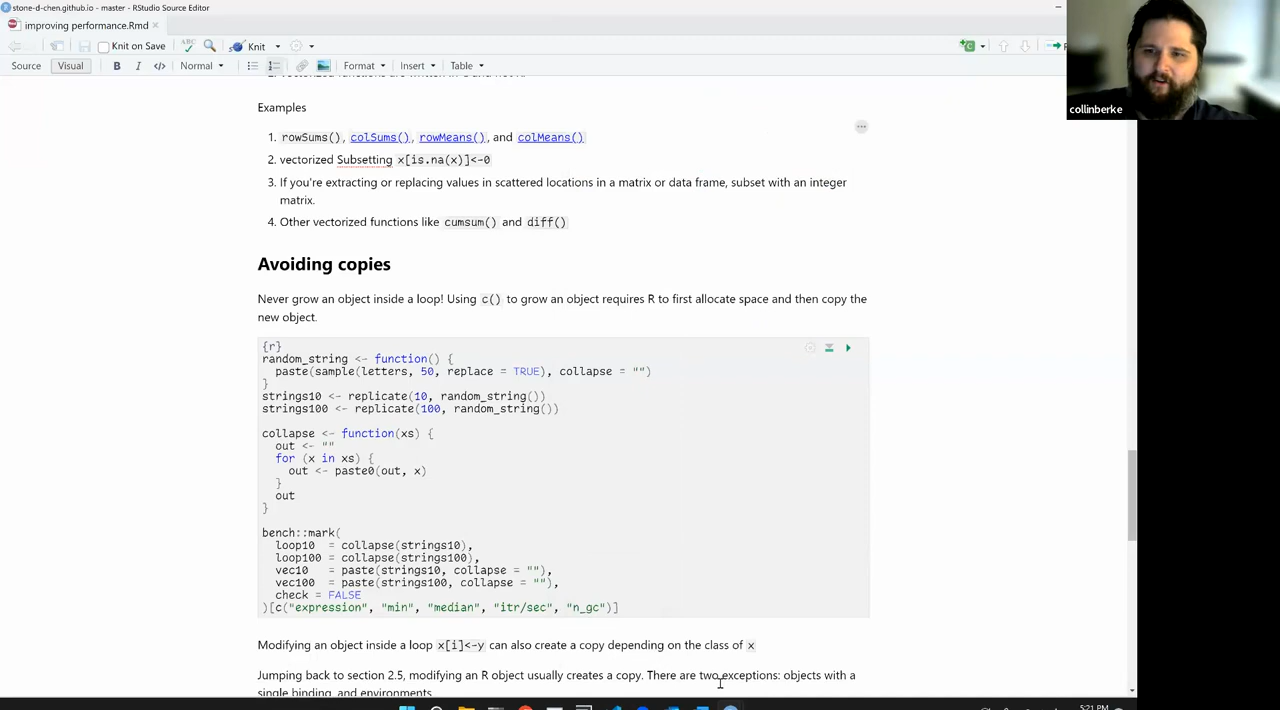 stone-d-chen.github.io - master - RStudio Source Editor
improving performance.Rmd
Knit on Save
ABC
Knit
Source
Visual
B
I
</>
Normal
Format
Insert
Table
collinberke
Examples
1. rowSums(), colSums(), rowMeans(), and colMeans()
2. vectorized Subsetting x[is.na(x)]<-0
3. If you're extracting or replacing values in scattered locations in a matrix or data frame, subset with an integer
matrix.
4. Other vectorized functions like cumsum() and diff()
Avoiding copies
Never grow an object inside a loop! Using c() to grow an object requires R to first allocate space and then copy the
new object.
{r}
random_string <- function() {
paste(sample(letters, 50, replace = TRUE), collapse = "")
}
strings10 <- replicate(10, random_string())
strings100 <- replicate(100, random_string())
collapse <- function(xs) {
out <- ""
for (x in xs) {
out <- paste0(out, x)
}
out
}
bench::mark(
loop10 = collapse(strings10),
loop100 = collapse(strings100),
vec10 = paste(strings10, collapse = ""),
vec100 = paste(strings100, collapse = ""),
check = FALSE
)[c("expression", "min", "median", "itr/sec", "n_gc")]
Modifying an object inside a loop x[i]<-y can also create a copy depending on the class of x
Jumping back to section 2.5, modifying an R object usually creates a copy. There are two exceptions: objects with a
single binding, and environments.
5:21 PM